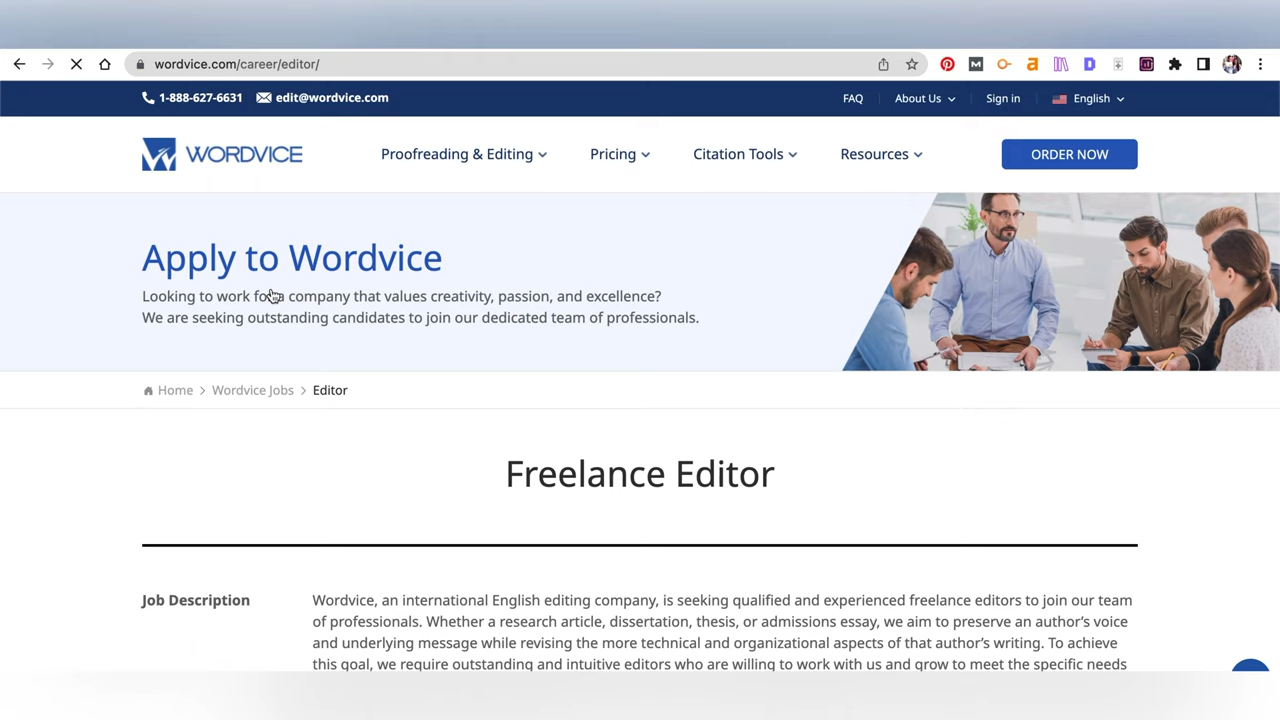 wordvice.com/career/editor/
1-888-627-6631 edit@wordvice.com FAQ About Us Sign in English
WORDVICE Proofreading & Editing Pricing Citation Tools Resources ORDER NOW
Apply to Wordvice
Looking to work for a company that values creativity, passion, and excellence?
We are seeking outstanding candidates to join our dedicated team of professionals.
Home > Wordvice Jobs > Editor
Freelance Editor
Job Description Wordvice, an international English editing company, is seeking qualified and experienced freelance editors to join our team
of professionals. Whether a research article, dissertation, thesis, or admissions essay, we aim to preserve an author's voice
and underlying message while revising the more technical and organizational aspects of that author's writing. To achieve
this goal, we require outstanding and intuitive editors who are willing to work with us and grow to meet the specific needs